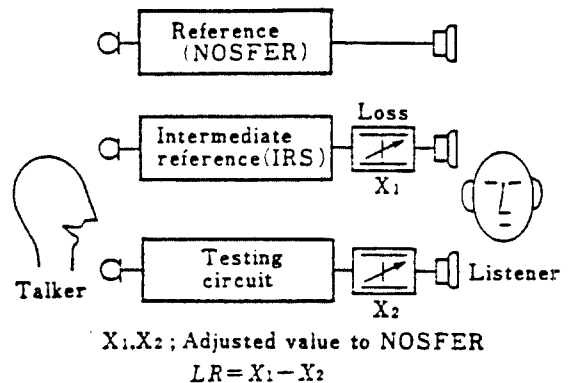 Reference
(NOSFER)
Loss
Intermediate
reference(IRS)
X1
Testing
circuit
Talker
Listener
X2
X1.X2 ; Adjusted value to NOSFER
LR=X1−X2